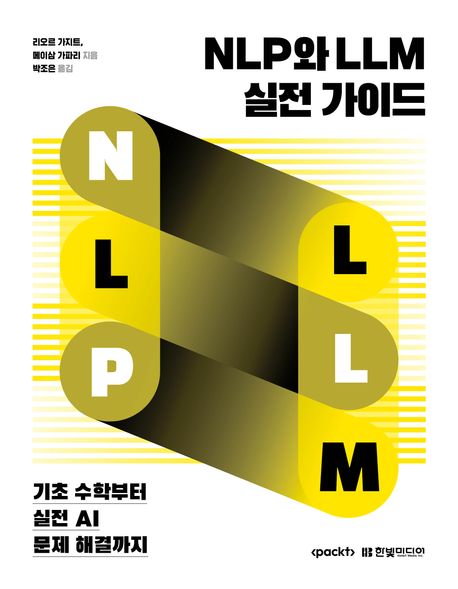 리오르 가지트,
메이삼 가파리 지음
박조은 옮김
NLP와 LLM
실전 가이드
N
L
P
L
L
M
기초 수학부터
실전 AI
문제 해결까지
<packt>
한빛미디어